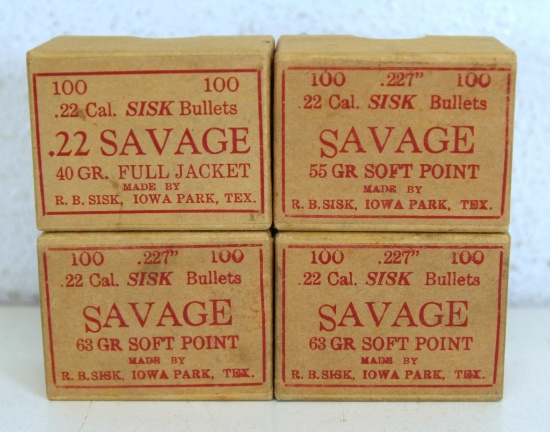 100 100
.22 Cal. SISK Bullets
.22 SAVAGE
40 GR. FULL JACKET
MADE BY
R. B. SISK, IOWA PARK, TEX.
100 .227" 100
.22 Cal. SISK Bullets
SAVAGE
55 GR SOFT POINT
MADE BY
R. B. SISK, IOWA PARK, TEX.
100 .227" 100
.22 Cal. SISK Bullets
SAVAGE
63 GR SOFT POINT
MADE BY
R. B. SISK, IOWA PARK, TEX.
100 .227" 100
.22 Cal. SISK Bullets
SAVAGE
63 GR SOFT POINT
MADE BY
R. B. SISK, IOWA PARK, TEX.